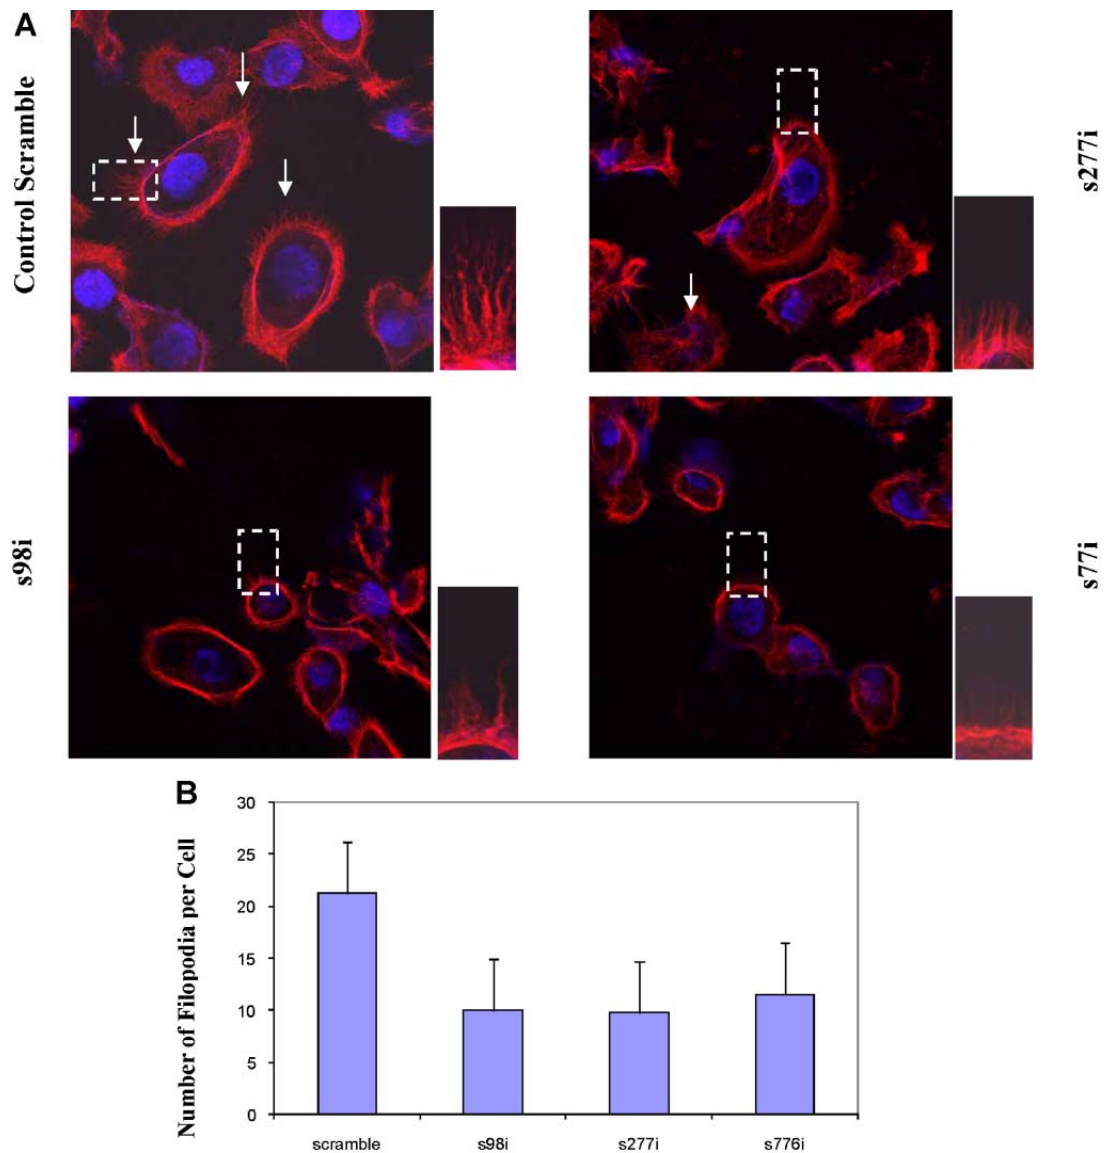 A
Control Scramble
s277i
s98i
s77i
B
Number of Filopodia per Cell
30
25
20
15
10
5
0
scramble
s98i
s277i
s776i